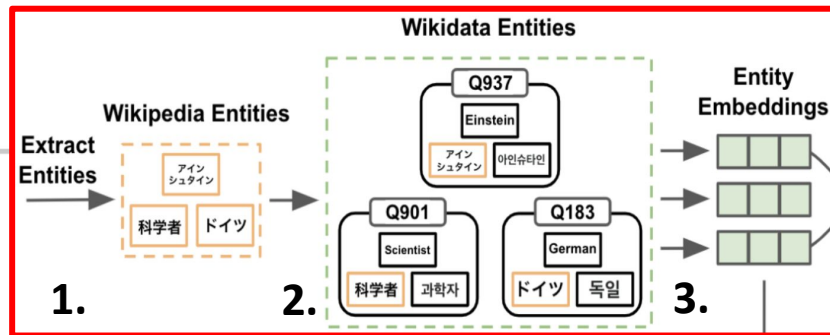 Wikidata Entities
Q937
Einstein
アイン
シュタイン
아인슈타인
Entity
Embeddings
Wikipedia Entities
Extract
Entities
アイン
シュタイン
科学者
ドイツ
Q901
Scientist
科学者
과학자
Q183
German
ドイツ
독일
1.
2.
3.